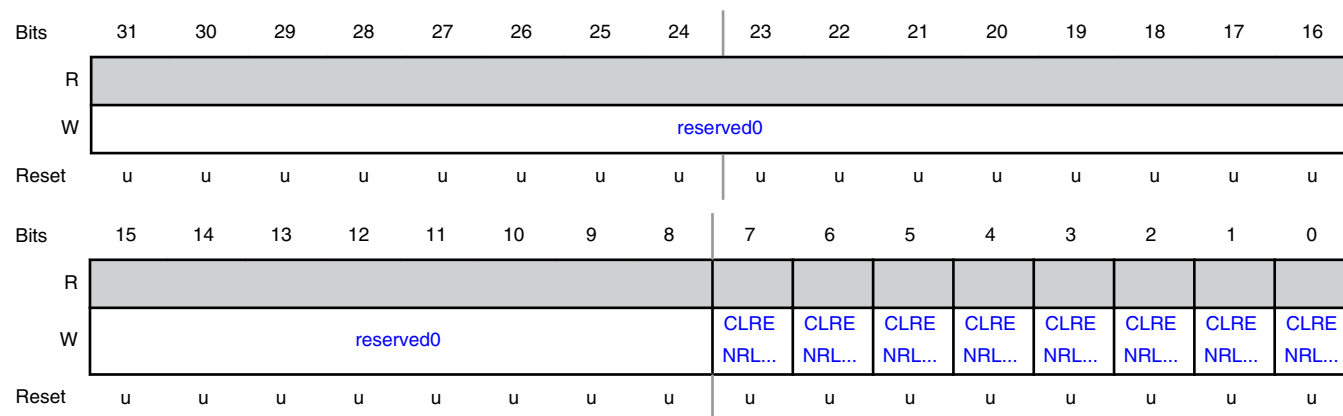 Bits 31 30 29 28 27 26 25 24 23 22 21 20 19 18 17 16
R
W reserved0
Reset u u u u u u u u u u u u u u u u
Bits 15 14 13 12 11 10 9 8 7 6 5 4 3 2 1 0
R
W reserved0 CLRE CLRE CLRE CLRE CLRE CLRE CLRE CLRE
NRL... NRL... NRL... NRL... NRL... NRL... NRL... NRL...
Reset u u u u u u u u u u u u u u u u